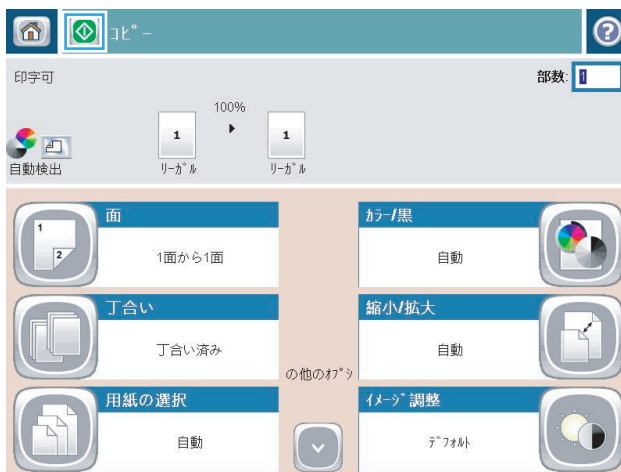 コピー
印字可
部数: 1
100%
1
1
自動検出
リーガル
リーガル
面
カラー/黒
1
2
1面から1面
自動
丁合い
縮小/拡大
丁合い済み
自動
の他のオプシ
用紙の選択
イメージ調整
自動
デフォルト